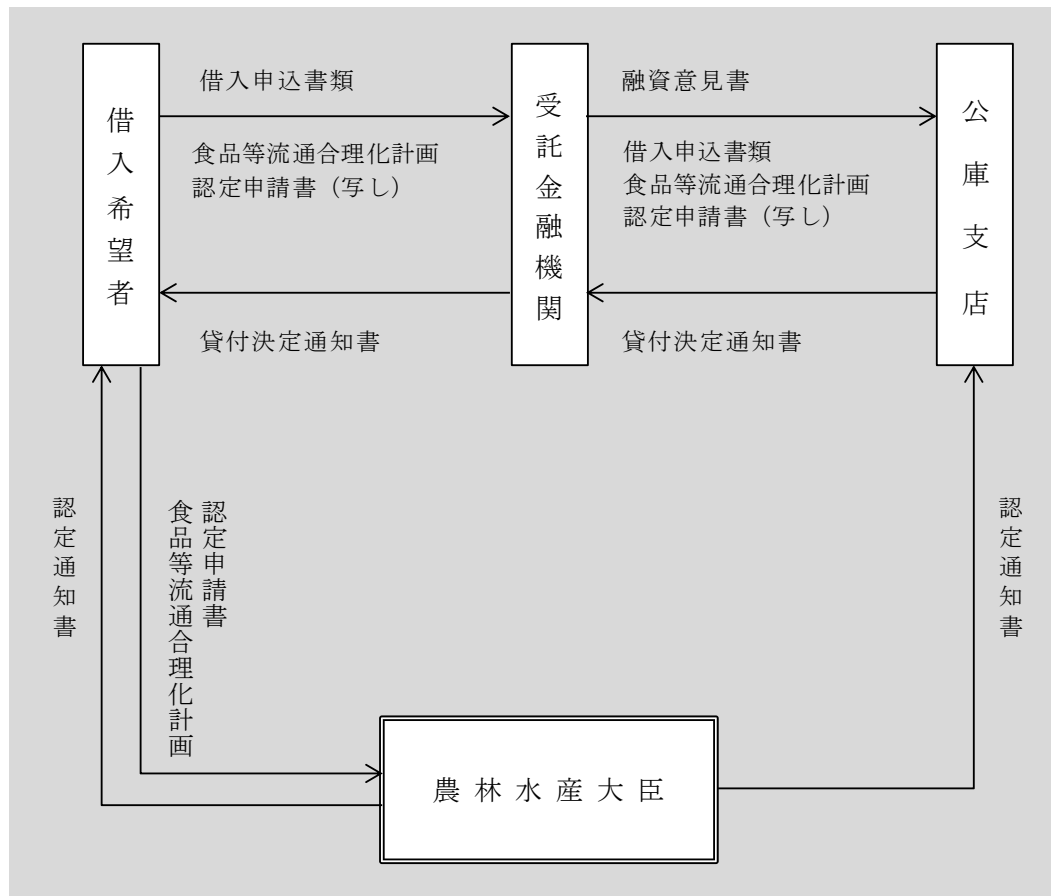 借入希望者
借入申込書類
食品等流通合理化計画
認定申請書（写し）
貸付決定通知書
受託金融機関
融資意見書
借入申込書類
食品等流通合理化計画
認定申請書（写し）
貸付決定通知書
公庫支店
認定通知書
食品等流通合理化計画
認定申請書
認定通知書
農林水産大臣